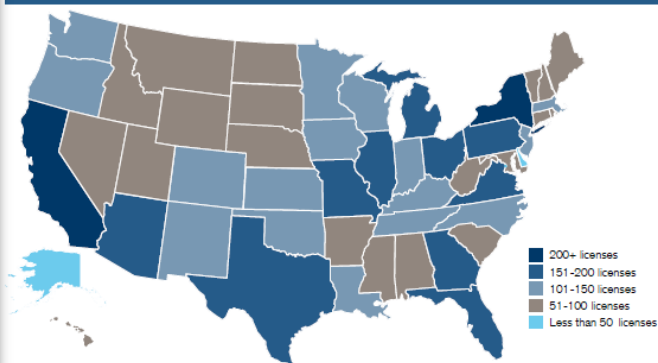 200+ licenses
151-200 licenses
101-150 licenses
51-100 licenses
Less than 50 licenses